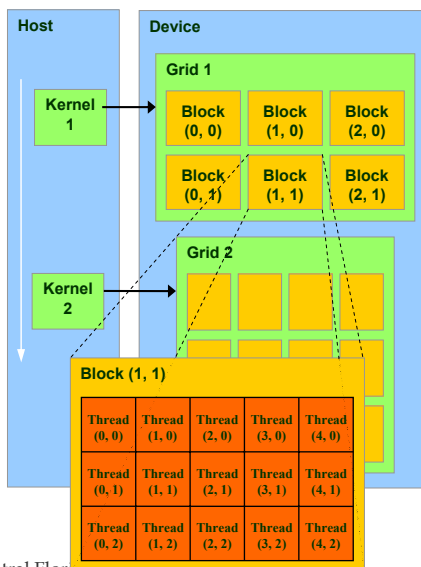 Host
Device
Grid 1
Kernel
1
Block
(0, 0)
Block
(1, 0)
Block
(2, 0)
Block
(0, 1)
Block
(1, 1)
Block
(2, 1)
Grid 2
Kernel
2
Block (1, 1)
Thread
(0, 0)
Thread
(1, 0)
Thread
(2, 0)
Thread
(3, 0)
Thread
(4, 0)
Thread
(0, 1)
Thread
(1, 1)
Thread
(2, 1)
Thread
(3, 1)
Thread
(4, 1)
Thread
(0, 2)
Thread
(1, 2)
Thread
(2, 2)
Thread
(3, 2)
Thread
(4, 2)